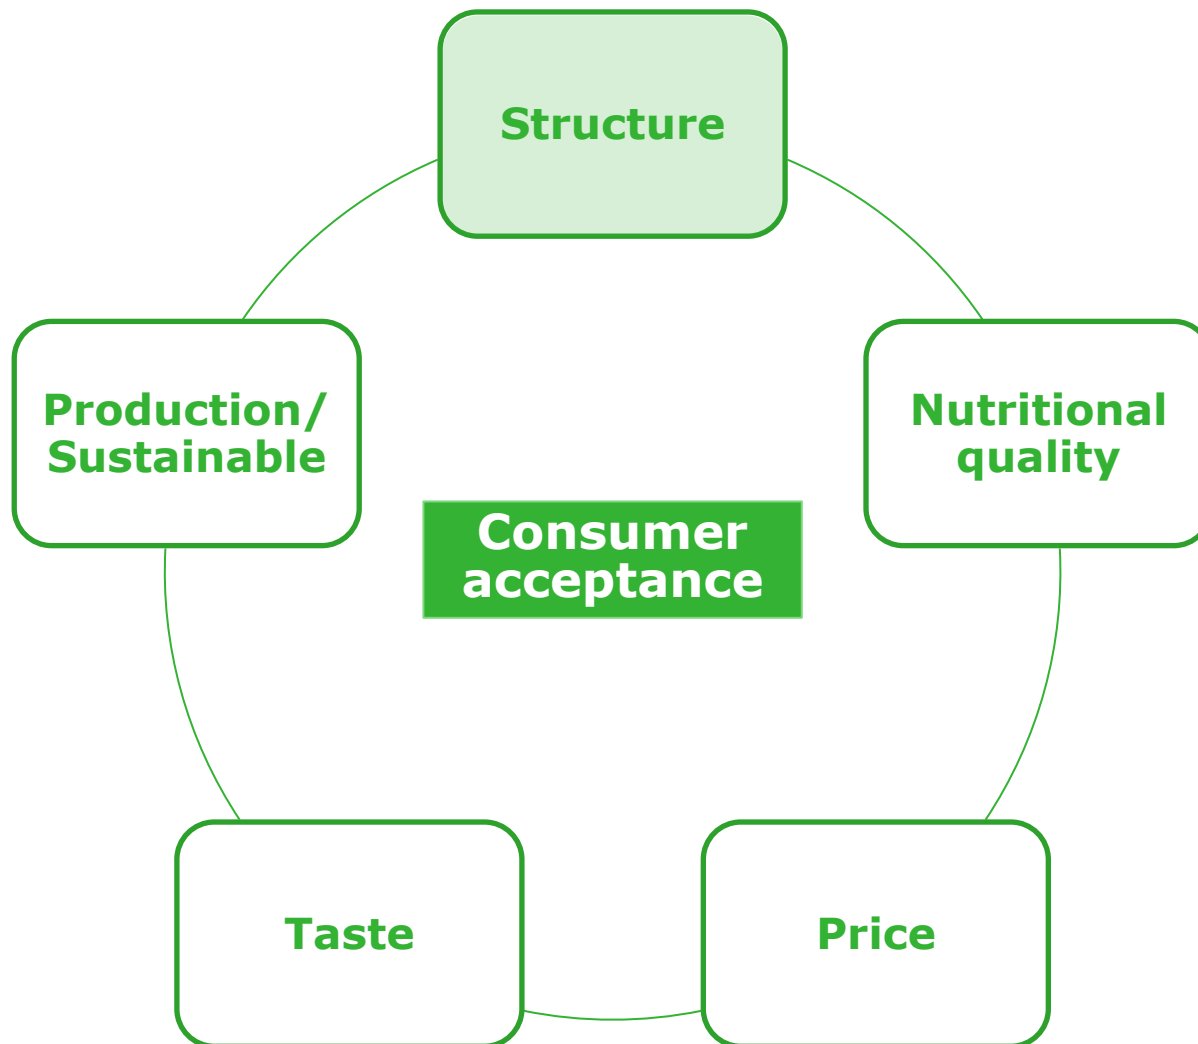 Structure
Production/
Sustainable
Nutritional
quality
Consumer
acceptance
Taste
Price